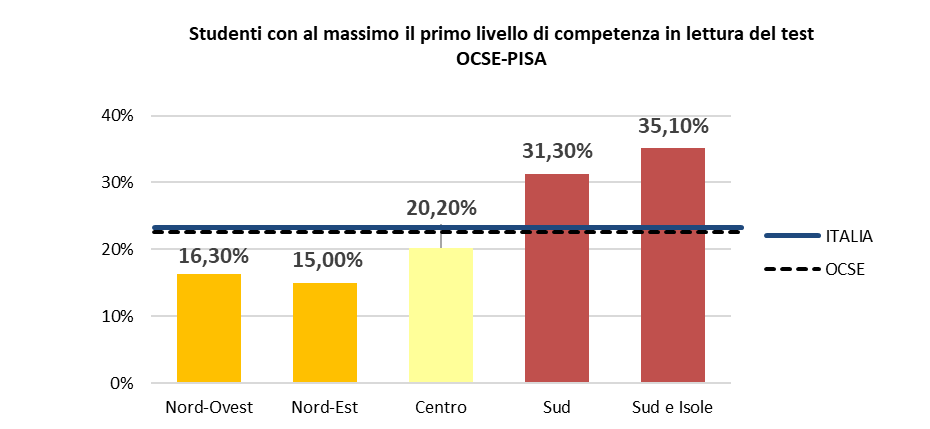 Studenti con al massimo il primo livello di competenza in lettura del test
OCSE-PISA
40%
30%
20%
10%
0%
16,30%
15,00%
20,20%
31,30%
35,10%
Nord-Ovest
Nord-Est
Centro
Sud
Sud e Isole
ITALIA
OCSE